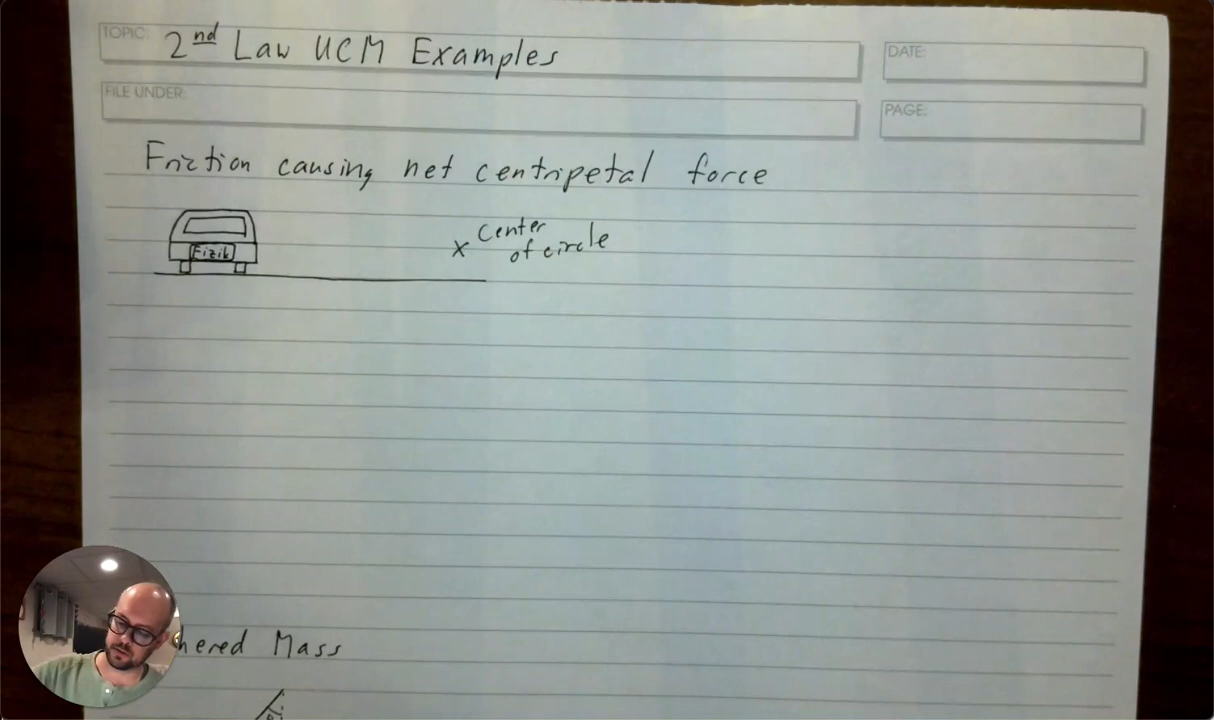 TOPIC: 2nd Law UCM Examples
DATE:
FILE UNDER:
PAGE:
Friction causing net centripetal force
Fizik
x center
of circle
hered Mass